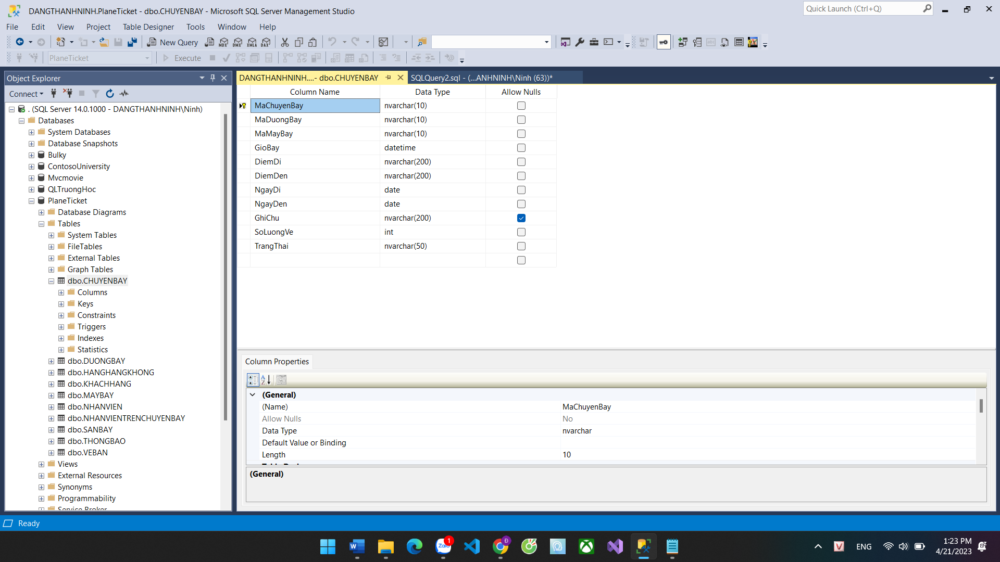 DANGTHANHNINH.PlaneTicket - dbo.CHUYENBAY - Microsoft SQL Server Management Studio
Quick Launch (Ctrl+Q)
File Edit View Project Table Designer Tools Window Help
New Query MDX DMX XMLA DAX
PlaneTicket Execute
Object Explorer
Connect
. (SQL Server 14.0.1000 - DANGTHANHNINH\Ninh)
Databases
System Databases
Database Snapshots
Bulky
ContosoUniversity
Mvcmovie
QLTruongHoc
PlaneTicket
Database Diagrams
Tables
System Tables
FileTables
External Tables
Graph Tables
dbo.CHUYENBAY
Columns
Keys
Constraints
Triggers
Indexes
Statistics
dbo.DUONGBAY
dbo.HANGHANGKHONG
dbo.KHACHHANG
dbo.MAYBAY
dbo.NHANVIEN
dbo.NHANVIENTRENCHUYENBAY
dbo.SANBAY
dbo.THONGBAO
dbo.VEBAN
Views
External Resources
Synonyms
Programmability
Service Broker
DANGTHANHNINH....- dbo.CHUYENBAY SQLQuery2.sql - (...ANHNINH\Ninh (63))*
Column Name Data Type Allow Nulls
MaChuyenBay nvarchar(10)
MaDuongBay nvarchar(10)
MaMayBay nvarchar(10)
GioBay datetime
DiemDi nvarchar(200)
DiemDen nvarchar(200)
NgayDi date
NgayDen date
GhiChu nvarchar(200)
SoLuongVe int
TrangThai nvarchar(50)
Column Properties
(General)
(Name) MaChuyenBay
Allow Nulls No
Data Type nvarchar
Default Value or Binding
Length 10
(General)
Ready
Zalo 1 Đ
ENG
1:23 PM
4/21/2023